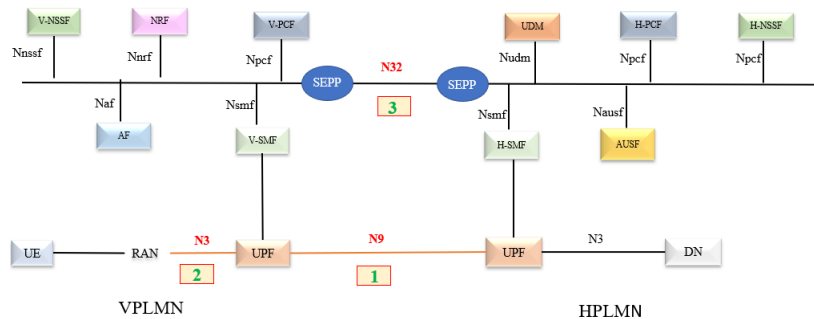 V-NSSF
NRF
V-PCF
UDM
H-PCF
H-NSSF
Nnssf
Nnrf
Npcf
Nudm
Npcf
Npcf
N32
SEPP
SEPP
3
Naf
Nsmf
Nsmf
Nausf
AF
V-SMF
H-SMF
AUSF
N3
N9
N3
UE
RAN
UPF
UPF
DN
2
1
VPLMN
HPLMN